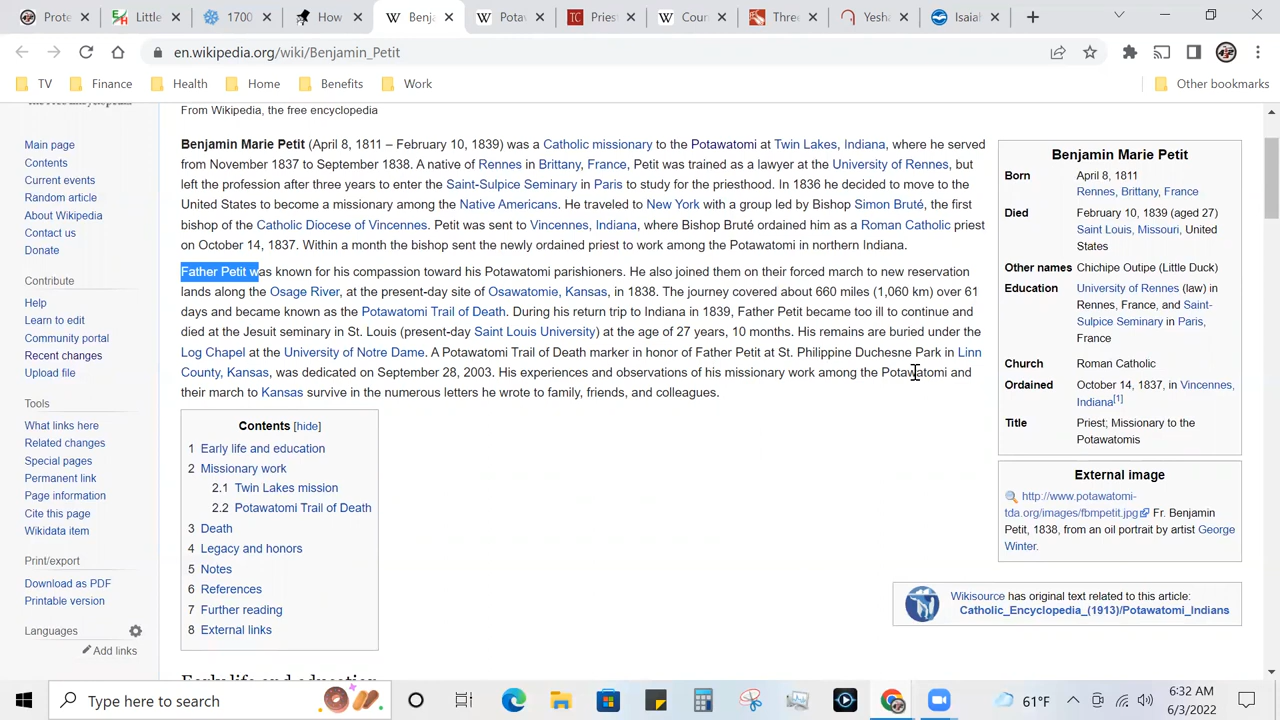 Prote
Little
1700
How
Benja
Potav
Pries
Cour
Three
Yesha
Isaiah
en.wikipedia.org/wiki/Benjamin_Petit
TV
Finance
Health
Home
Benefits
Work
Other bookmarks
From Wikipedia, the free encyclopedia
Main page
Contents
Current events
Random article
About Wikipedia
Contact us
Donate
Contribute
Help
Learn to edit
Community portal
Recent changes
Upload file
Tools
What links here
Related changes
Special pages
Permanent link
Page information
Cite this page
Wikidata item
Print/export
Download as PDF
Printable version
Languages
Add links
Benjamin Marie Petit (April 8, 1811 – February 10, 1839) was a Catholic missionary to the Potawatomi at Twin Lakes, Indiana, where he served
from November 1837 to September 1838. A native of Rennes in Brittany, France, Petit was trained as a lawyer at the University of Rennes, but
left the profession after three years to enter the Saint-Sulpice Seminary in Paris to study for the priesthood. In 1836 he decided to move to the
United States to become a missionary among the Native Americans. He traveled to New York with a group led by Bishop Simon Bruté, the first
bishop of the Catholic Diocese of Vincennes. Petit was sent to Vincennes, Indiana, where Bishop Bruté ordained him as a Roman Catholic priest
on October 14, 1837. Within a month the bishop sent the newly ordained priest to work among the Potawatomi in northern Indiana.
Father Petit was known for his compassion toward his Potawatomi parishioners. He also joined them on their forced march to new reservation
lands along the Osage River, at the present-day site of Osawatomie, Kansas, in 1838. The journey covered about 660 miles (1,060 km) over 61
days and became known as the Potawatomi Trail of Death. During his return trip to Indiana in 1839, Father Petit became too ill to continue and
died at the Jesuit seminary in St. Louis (present-day Saint Louis University) at the age of 27 years, 10 months. His remains are buried under the
Log Chapel at the University of Notre Dame. A Potawatomi Trail of Death marker in honor of Father Petit at St. Philippine Duchesne Park in Linn
County, Kansas, was dedicated on September 28, 2003. His experiences and observations of his missionary work among the Potawatomi and
their march to Kansas survive in the numerous letters he wrote to family, friends, and colleagues.
Contents [hide]
1 Early life and education
2 Missionary work
2.1 Twin Lakes mission
2.2 Potawatomi Trail of Death
3 Death
4 Legacy and honors
5 Notes
6 References
7 Further reading
8 External links
Benjamin Marie Petit
Born April 8, 1811
Rennes, Brittany, France
Died February 10, 1839 (aged 27)
Saint Louis, Missouri, United
States
Other names Chichipe Outipe (Little Duck)
Education University of Rennes (law) in
Rennes, France, and Saint-
Sulpice Seminary in Paris,
France
Church Roman Catholic
Ordained October 14, 1837, in Vincennes,
Indiana[1]
Title Priest; Missionary to the
Potawatomis
External image
http://www.potawatomi-
tda.org/images/fbmpetit.jpg Fr. Benjamin
Petit, 1838, from an oil portrait by artist George
Winter.
Wikisource has original text related to this article:
Catholic_Encyclopedia_(1913)/Potawatomi_Indians
Type here to search
61°F
6:32 AM
6/3/2022